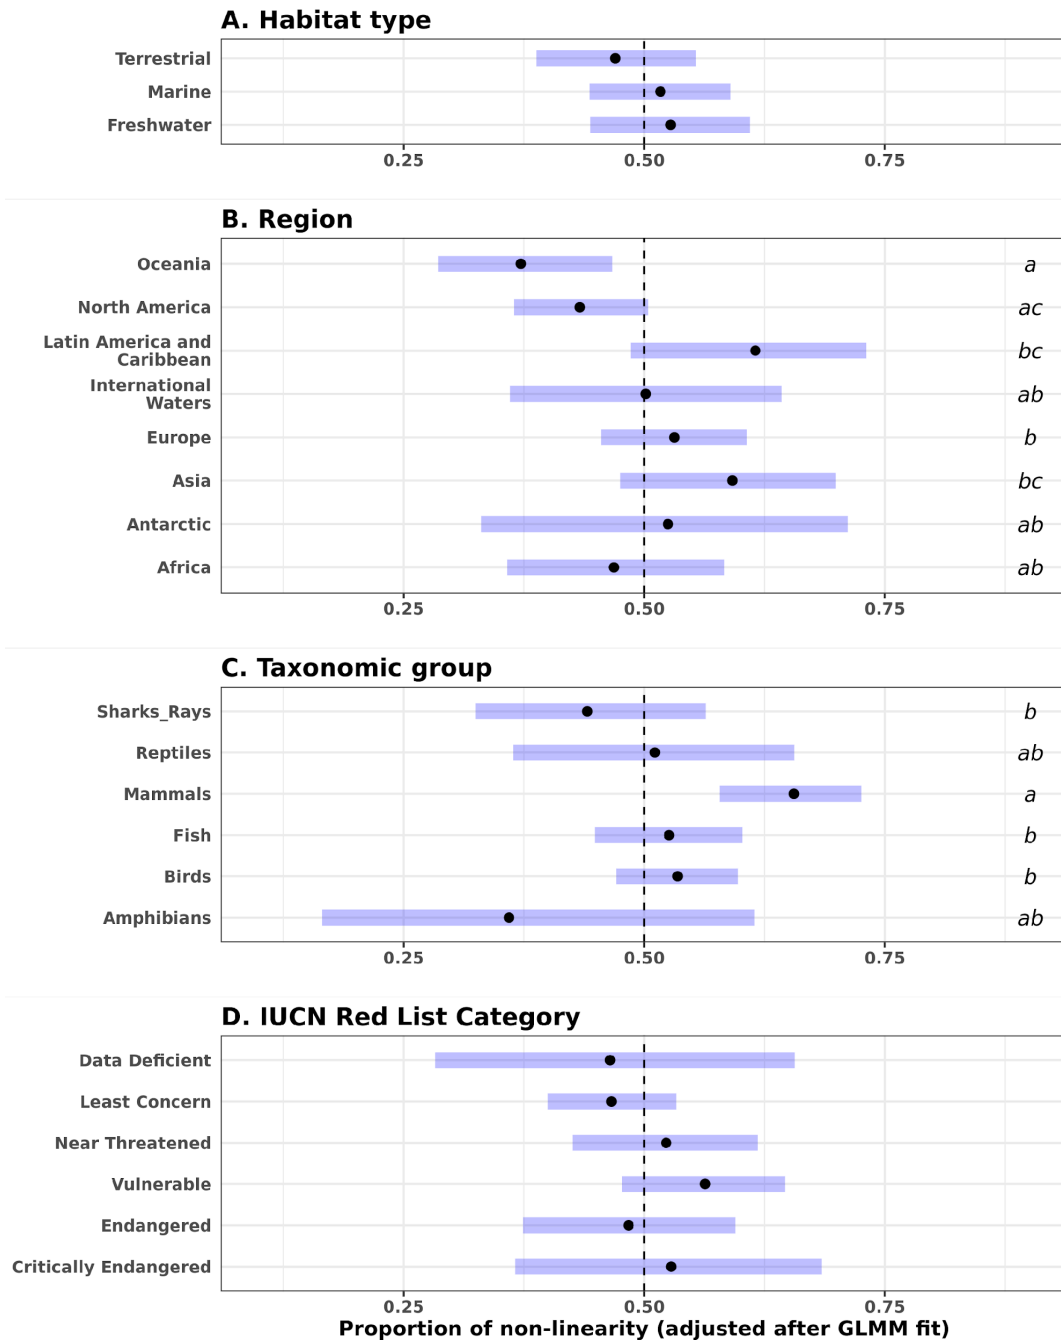 A. Habitat type
Terrestrial
Marine
Freshwater
0.25 0.50 0.75
B. Region
Oceania a
North America ac
Latin America and
Caribbean bc
International
Waters ab
Europe b
Asia bc
Antarctic ab
Africa ab
0.25 0.50 0.75
C. Taxonomic group
Sharks_Rays b
Reptiles ab
Mammals a
Fish b
Birds b
Amphibians ab
0.25 0.50 0.75
D. IUCN Red List Category
Data Deficient
Least Concern
Near Threatened
Vulnerable
Endangered
Critically Endangered
0.25 0.50 0.75
Proportion of non-linearity (adjusted after GLMM fit)